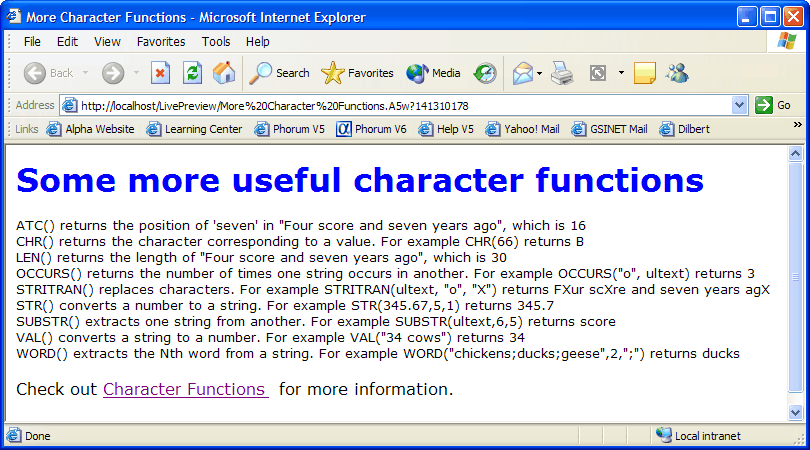 More Character Functions - Microsoft Internet Explorer
File Edit View Favorites Tools Help
Back Search Favorites Media
Address http://localhost/LivePreview/More%20Character%20Functions.A5w?141310178 Go
Links Alpha Website Learning Center Phorum V5 Phorum V6 Help V5 Yahoo! Mail GSINET Mail Dilbert
Some more useful character functions
ATC() returns the position of 'seven' in "Four score and seven years ago", which is 16
CHR() returns the character corresponding to a value. For example CHR(66) returns B
LEN() returns the length of "Four score and seven years ago", which is 30
OCCURS() returns the number of times one string occurs in another. For example OCCURS("o", ultext) returns 3
STRITRAN() replaces characters. For example STRITRAN(ultext, "o", "X") returns FXur scXre and seven years agX
STR() converts a number to a string. For example STR(345.67,5,1) returns 345.7
SUBSTR() extracts one string from another. For example SUBSTR(ultext,6,5) returns score
VAL() converts a string to a number. For example VAL("34 cows") returns 34
WORD() extracts the Nth word from a string. For example WORD("chickens;ducks;geese",2,";") returns ducks
Check out Character Functions for more information.
Done Local intranet